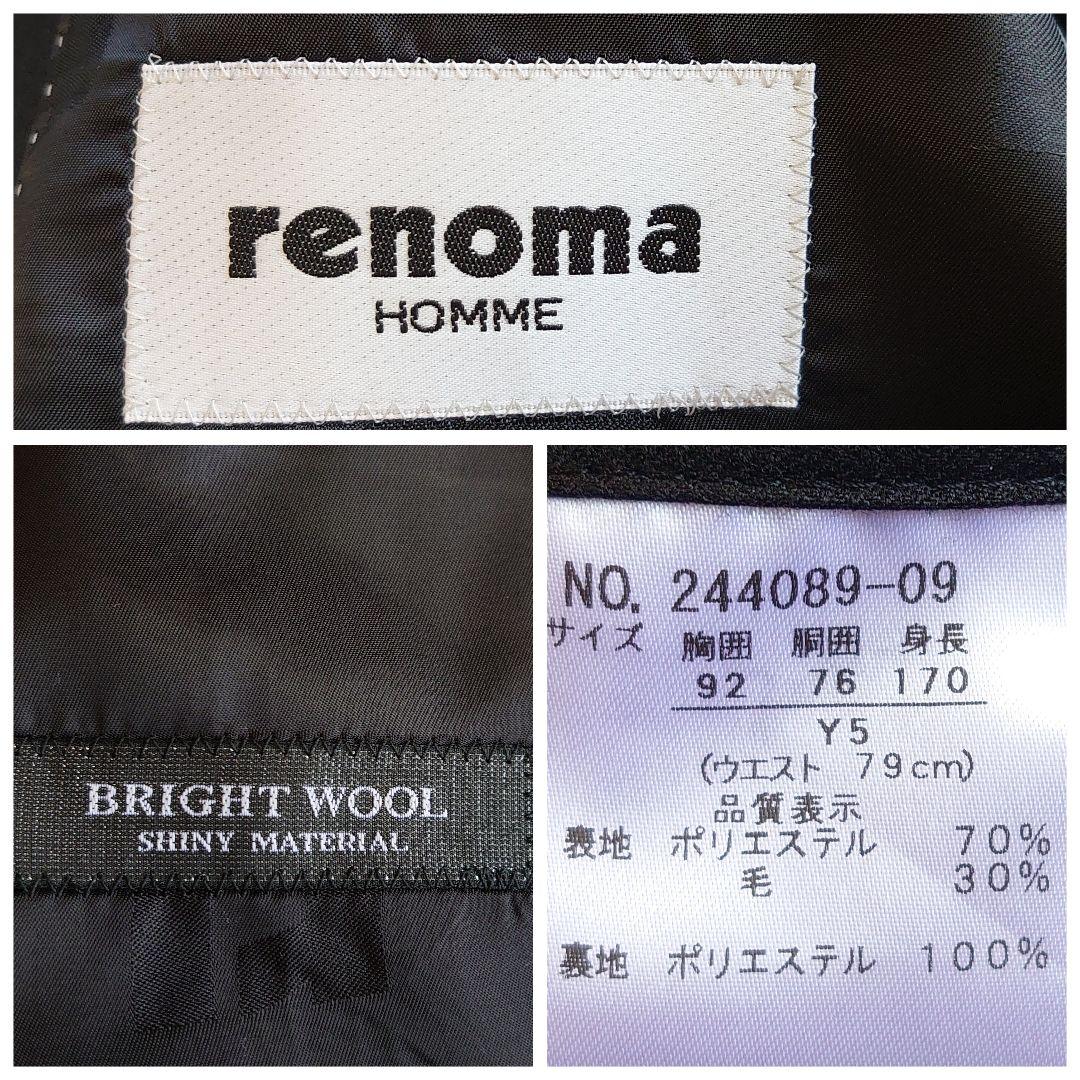 renoma
HOMME
BRIGHT WOOL
SHINY MATERIAL
NO. 244089-09
サイズ 胸囲 胴囲 身長
92 76 170
Y5
(ウエスト 79cm)
品質表示
表地 ポリエステル 70%
毛 30%
裏地 ポリエステル 100%